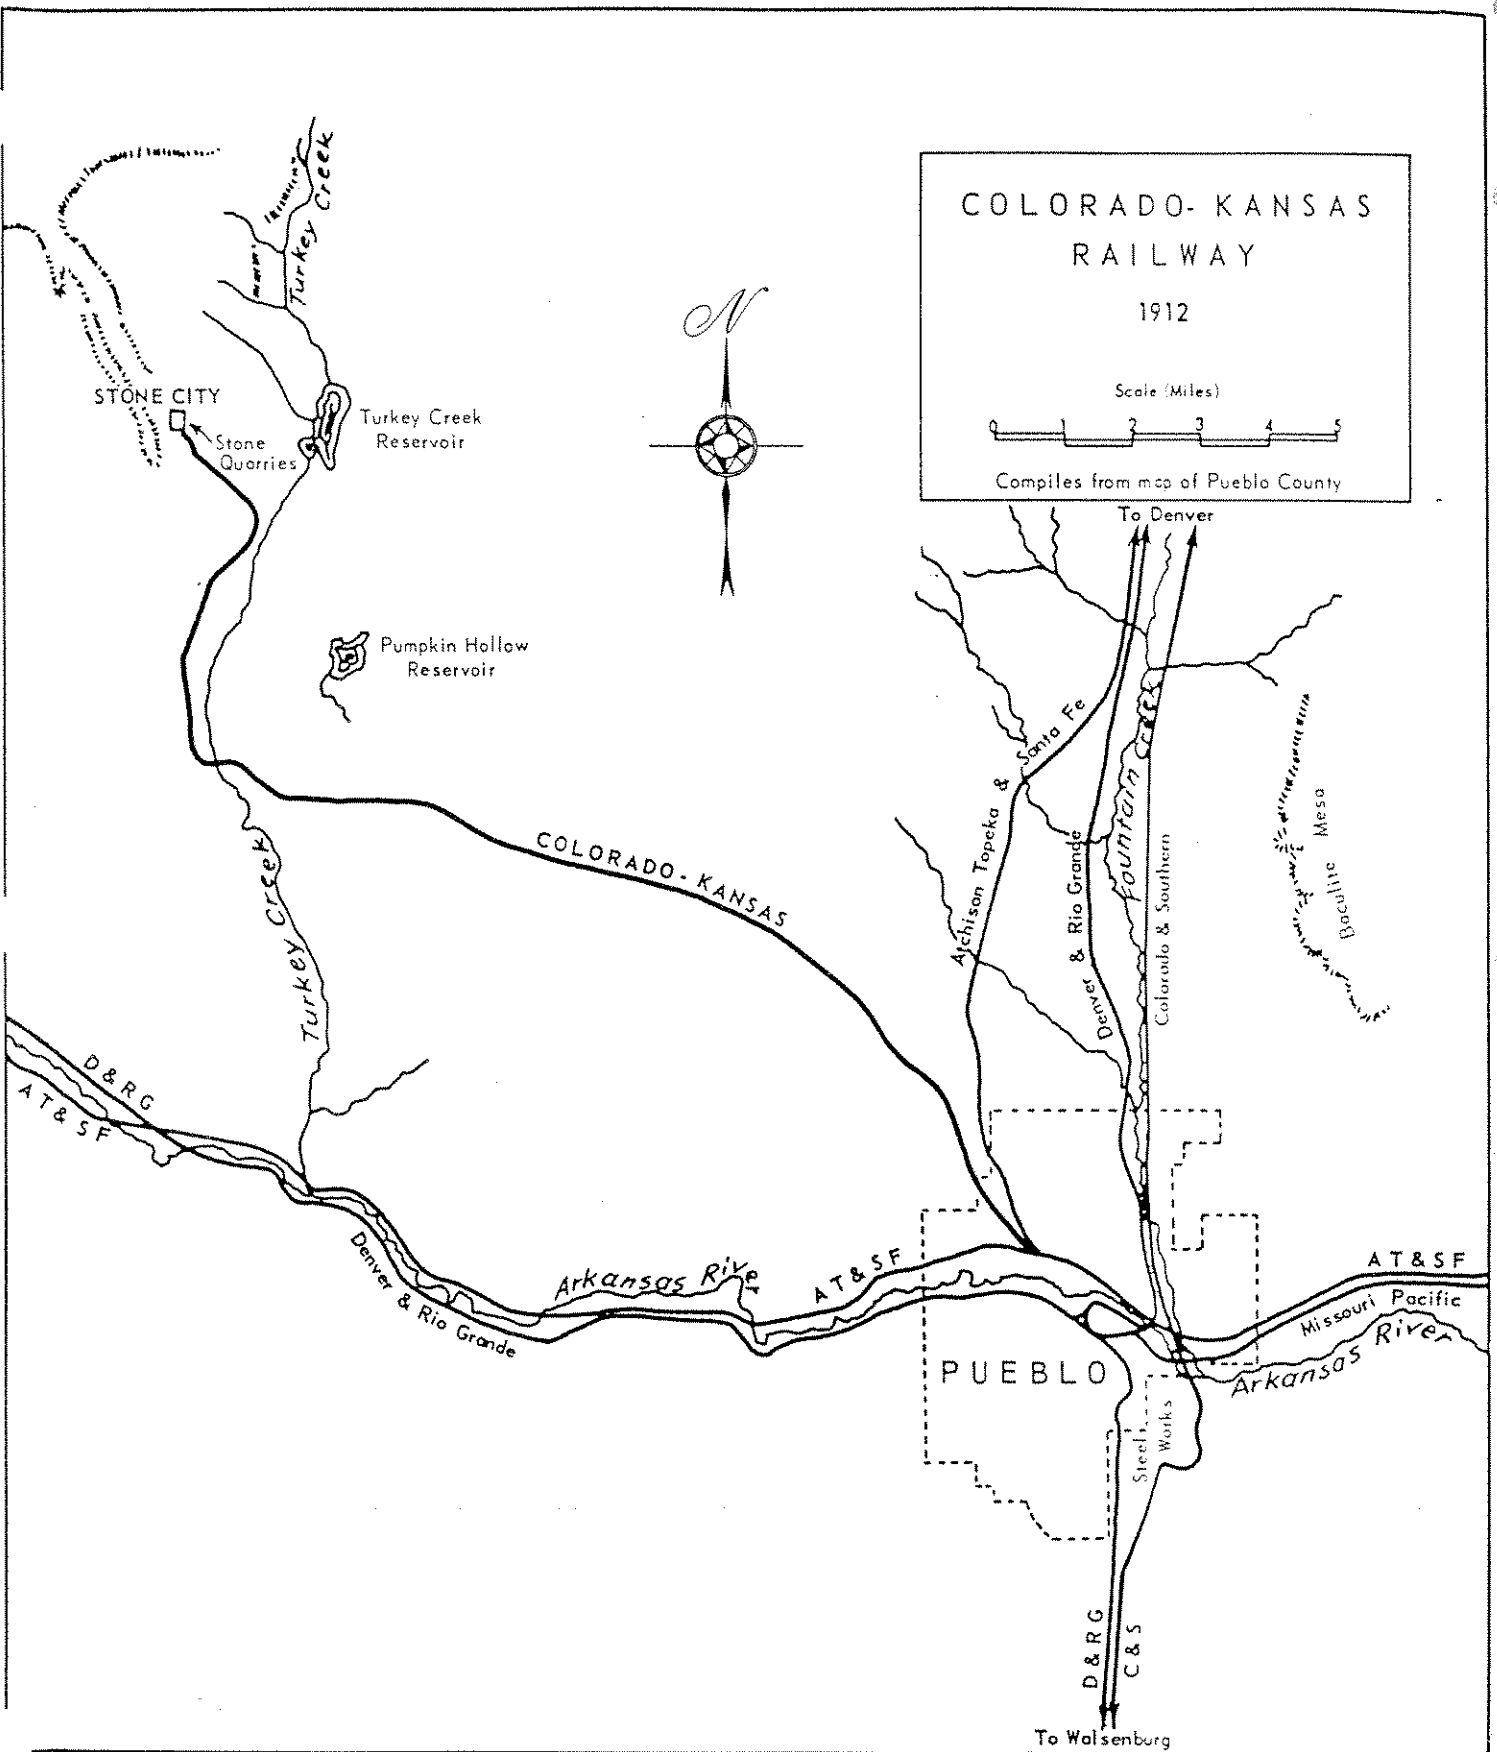 COLORADO- KANSAS
RAILWAY
1912
Scale (Miles)
0 1 2 3 4 5
Compiles from map of Pueblo County
To Denver
N
Turkey Creek
STONE CITY
Stone
Quarries
Turkey Creek
Reservoir
Pumpkin Hollow
Reservoir
COLORADO - KANSAS
Turkey Creek
Atchison Topeka & Santa Fe
Denver & Rio Grande
Fountain Creek
Colorado & Southern
Baculite Mesa
D & RG
AT & SF
Denver & Rio Grande
Arkansas River
AT & SF
AT & SF
Missouri Pacific
Arkansas River
PUEBLO
Steel
Works
D & RG
C & S
To Walsenburg